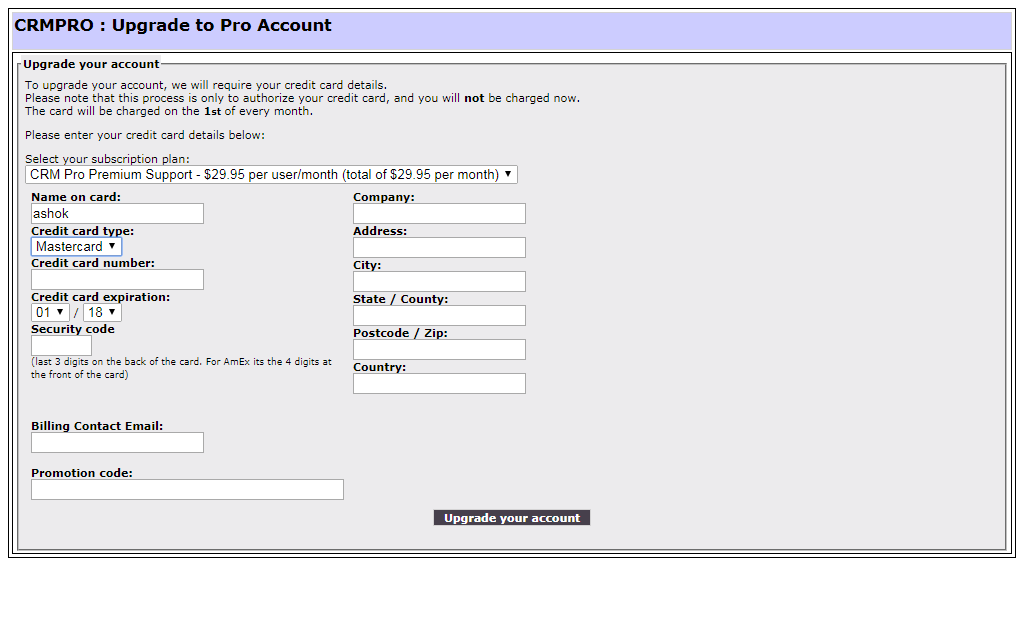 CRMPRO : Upgrade to Pro Account
Upgrade your account
To upgrade your account, we will require your credit card details.
Please note that this process is only to authorize your credit card, and you will not be charged now.
The card will be charged on the 1st of every month.
Please enter your credit card details below:
Select your subscription plan:
CRM Pro Premium Support - $29.95 per user/month (total of $29.95 per month)
Name on card:
ashok
Credit card type:
Mastercard
Credit card number:
Credit card expiration:
01 / 18
Security code
(last 3 digits on the back of the card. For AmEx its the 4 digits at
the front of the card)
Company:
Address:
City:
State / County:
Postcode / Zip:
Country:
Billing Contact Email:
Promotion code:
Upgrade your account